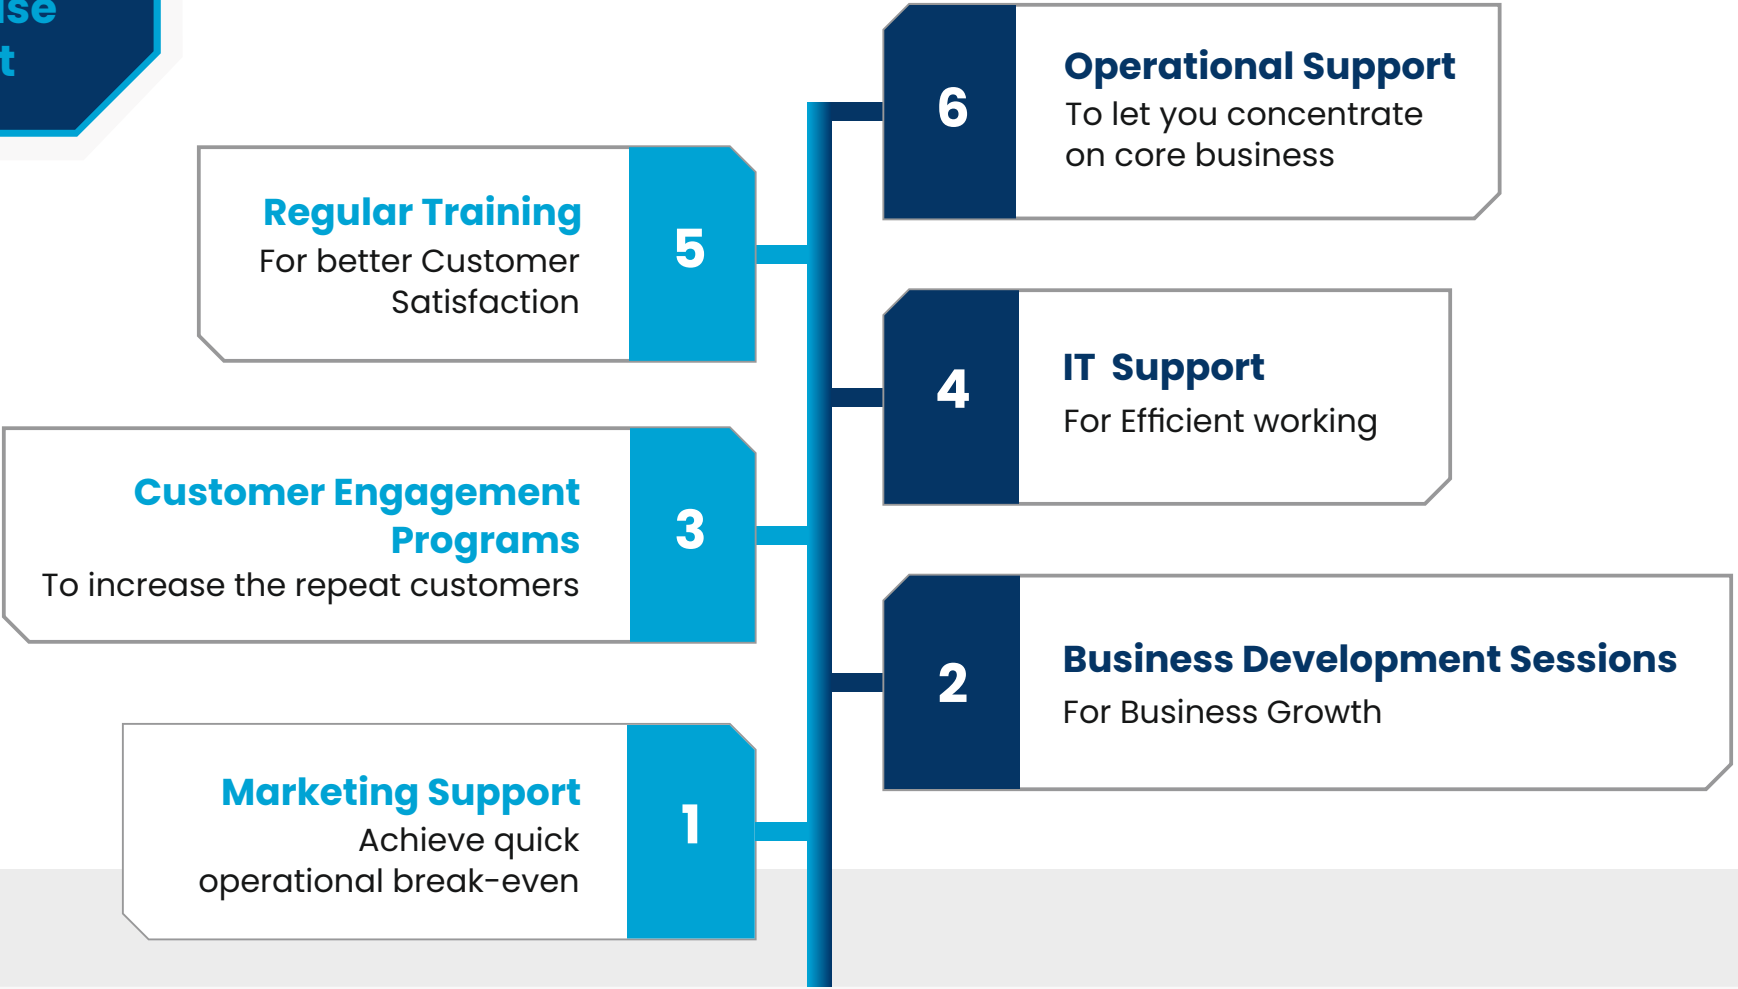 6
Operational Support
To let you concentrate
on core business
5
Regular Training
For better Customer
Satisfaction
4
IT Support
For Efficient working
3
Customer Engagement
Programs
To increase the repeat customers
2
Business Development Sessions
For Business Growth
1
Marketing Support
Achieve quick
operational break-even